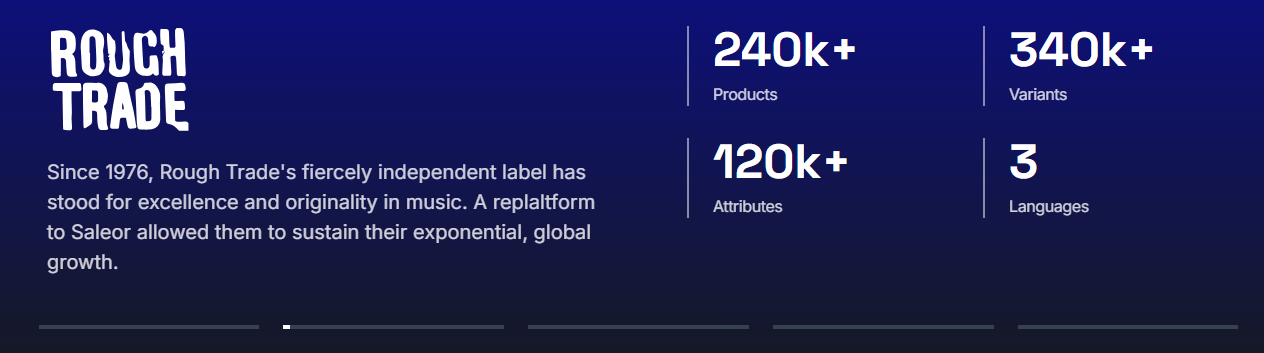 ROUGH
TRADE
Since 1976, Rough Trade's fiercely independent label has
stood for excellence and originality in music. A replaltform
to Saleor allowed them to sustain their exponential, global
growth.
240k+
Products
340k+
Variants
120k+
Attributes
3
Languages